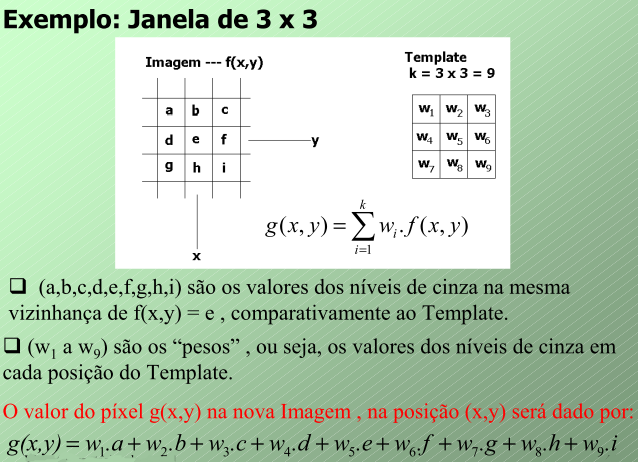 Exemplo: Janela de 3 x 3
Imagem --- f(x,y)
a b c
d e f
g h i
y
x
Template
k = 3 x 3 = 9
w₁ w₂ w₃
w₄ w₅ w₆
w₇ w₈ w₉
g(x, y) = ∑ᵢ₌₁ᵏ wᵢ.f(x, y)
❑ (a,b,c,d,e,f,g,h,i) são os valores dos níveis de cinza na mesma
vizinhança de f(x,y) = e , comparativamente ao Template.
❑ (w₁ a w₉) são os “pesos” , ou seja, os valores dos níveis de cinza em
cada posição do Template.
O valor do píxel g(x,y) na nova Imagem , na posição (x,y) será dado por:
g(x,y) = w₁.a + w₂.b + w₃.c + w₄.d + w₅.e + w₆.f + w₇.g + w₈.h + w₉.i